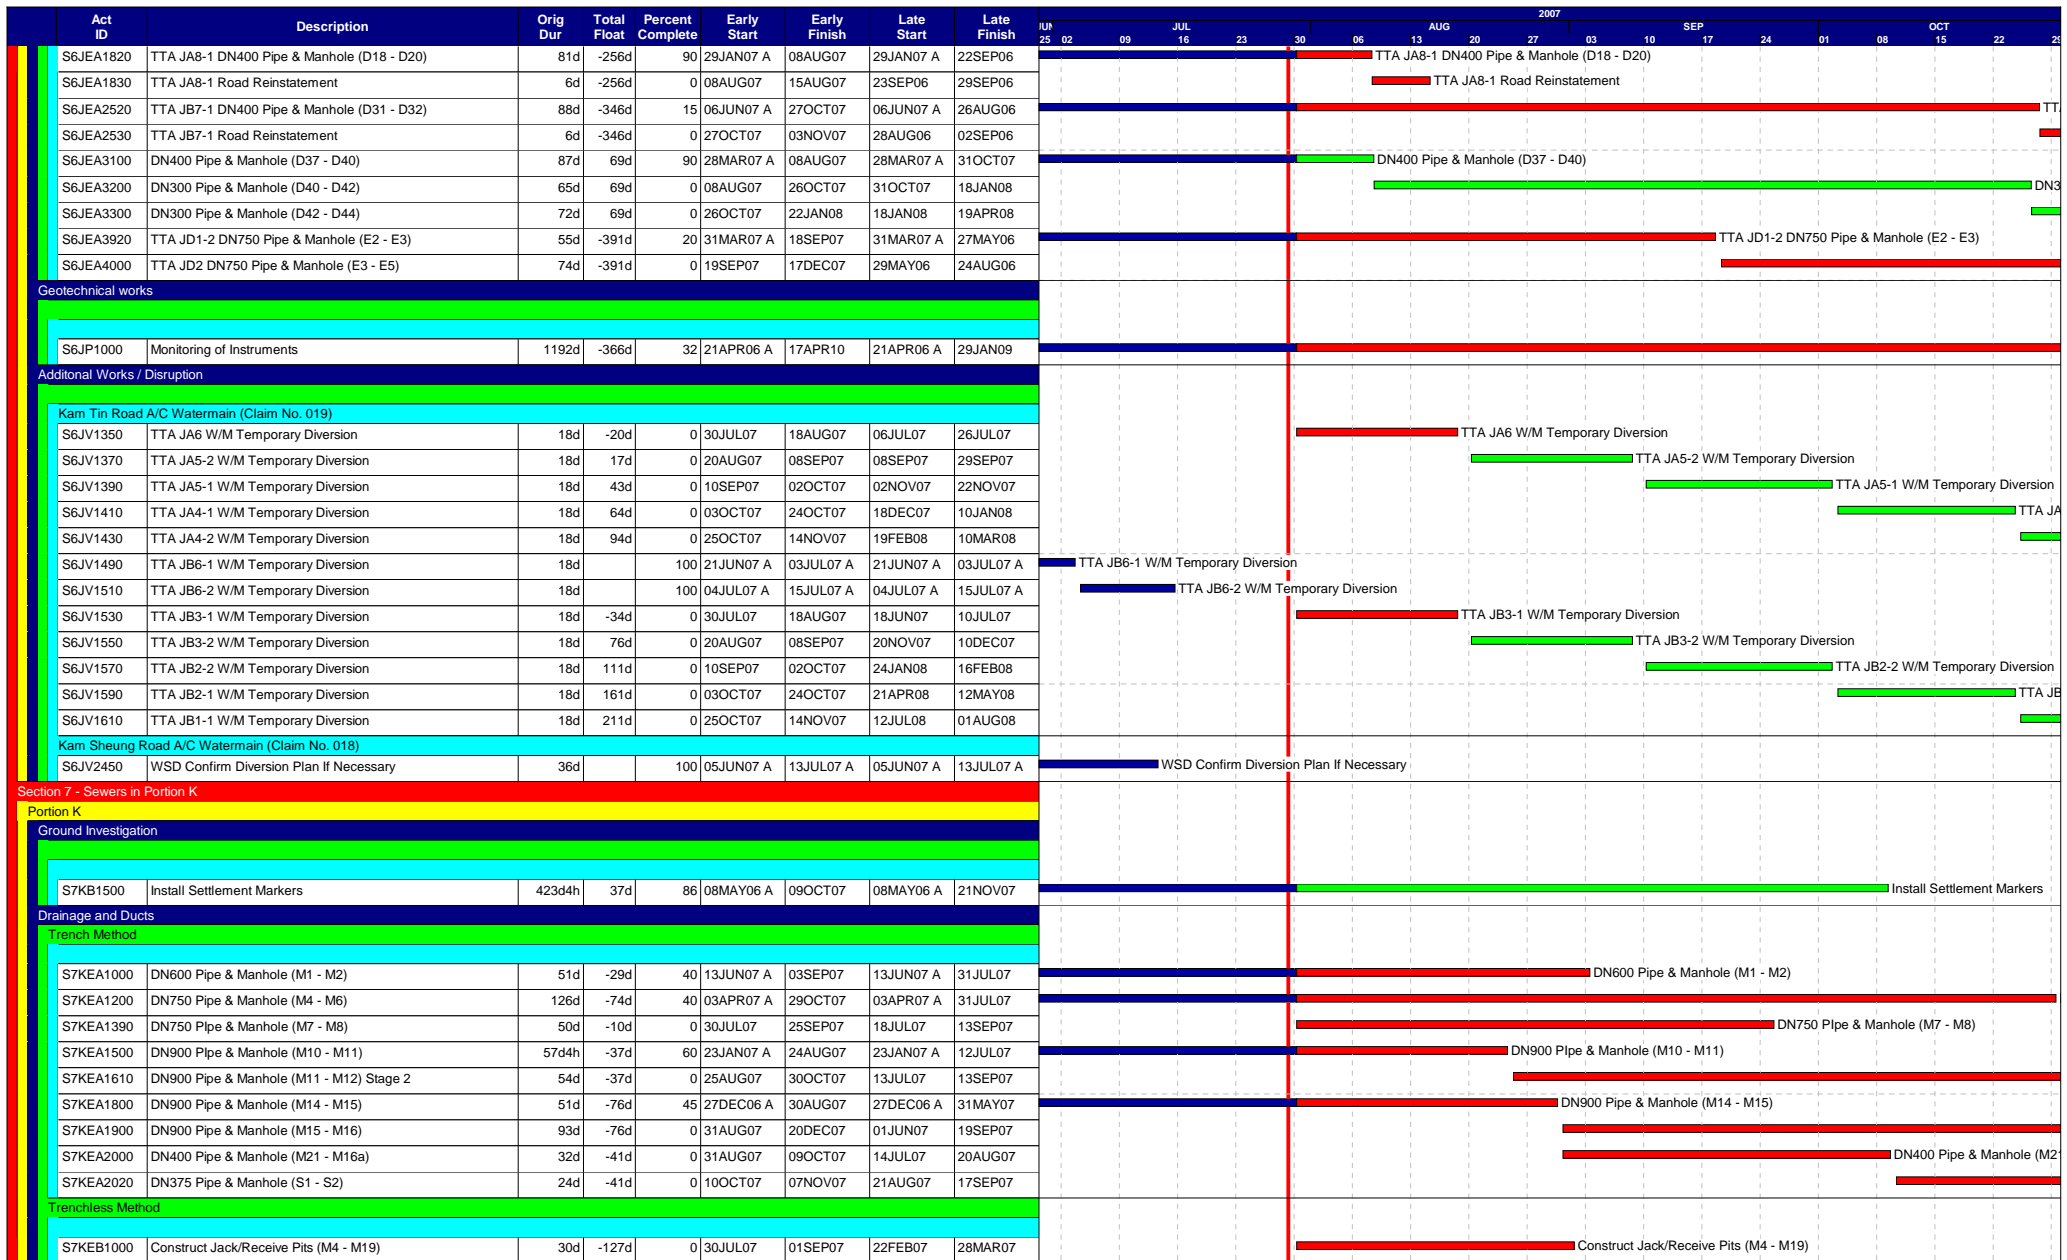 Act ID Description Orig Dur Total Float Percent Complete Early Start Early Finish Late Start Late Finish
2007
JUN JUL AUG SEP OCT
25 02 09 16 23 30 06 13 20 27 03 10 17 24 01 08 15 22 29
S6JEA1820 TTA JA8-1 DN400 Pipe & Manhole (D18 - D20) 81d -256d 90 29JAN07 A 08AUG07 29JAN07 A 22SEP06 TTA JA8-1 DN400 Pipe & Manhole (D18 - D20)
S6JEA1830 TTA JA8-1 Road Reinstatement 6d -256d 0 08AUG07 15AUG07 23SEP06 29SEP06 TTA JA8-1 Road Reinstatement
S6JEA2520 TTA JB7-1 DN400 Pipe & Manhole (D31 - D32) 88d -346d 15 06JUN07 A 27OCT07 06JUN07 A 26AUG06 TT
S6JEA2530 TTA JB7-1 Road Reinstatement 6d -346d 0 27OCT07 03NOV07 28AUG06 02SEP06
S6JEA3100 DN400 Pipe & Manhole (D37 - D40) 87d 69d 90 28MAR07 A 08AUG07 28MAR07 A 31OCT07 DN400 Pipe & Manhole (D37 - D40)
S6JEA3200 DN300 Pipe & Manhole (D40 - D42) 65d 69d 0 08AUG07 26OCT07 31OCT07 18JAN08 DN3
S6JEA3300 DN300 Pipe & Manhole (D42 - D44) 72d 69d 0 26OCT07 22JAN08 18JAN08 19APR08
S6JEA3920 TTA JD1-2 DN750 Pipe & Manhole (E2 - E3) 55d -391d 20 31MAR07 A 18SEP07 31MAR07 A 27MAY06 TTA JD1-2 DN750 Pipe & Manhole (E2 - E3)
S6JEA4000 TTA JD2 DN750 Pipe & Manhole (E3 - E5) 74d -391d 0 19SEP07 17DEC07 29MAY06 24AUG06
Geotechnical works
S6JP1000 Monitoring of Instruments 1192d -366d 32 21APR06 A 17APR10 21APR06 A 29JAN09
Additonal Works / Disruption
Kam Tin Road A/C Watermain (Claim No. 019)
S6JV1350 TTA JA6 W/M Temporary Diversion 18d -20d 0 30JUL07 18AUG07 06JUL07 26JUL07 TTA JA6 W/M Temporary Diversion
S6JV1370 TTA JA5-2 W/M Temporary Diversion 18d 17d 0 20AUG07 08SEP07 08SEP07 29SEP07 TTA JA5-2 W/M Temporary Diversion
S6JV1390 TTA JA5-1 W/M Temporary Diversion 18d 43d 0 10SEP07 02OCT07 02NOV07 22NOV07 TTA JA5-1 W/M Temporary Diversion
S6JV1410 TTA JA4-1 W/M Temporary Diversion 18d 64d 0 03OCT07 24OCT07 18DEC07 10JAN08 TTA JA
S6JV1430 TTA JA4-2 W/M Temporary Diversion 18d 94d 0 25OCT07 14NOV07 19FEB08 10MAR08
S6JV1490 TTA JB6-1 W/M Temporary Diversion 18d 100 21JUN07 A 03JUL07 A 21JUN07 A 03JUL07 A TTA JB6-1 W/M Temporary Diversion
S6JV1510 TTA JB6-2 W/M Temporary Diversion 18d 100 04JUL07 A 15JUL07 A 04JUL07 A 15JUL07 A TTA JB6-2 W/M Temporary Diversion
S6JV1530 TTA JB3-1 W/M Temporary Diversion 18d -34d 0 30JUL07 18AUG07 18JUN07 10JUL07 TTA JB3-1 W/M Temporary Diversion
S6JV1550 TTA JB3-2 W/M Temporary Diversion 18d 76d 0 20AUG07 08SEP07 20NOV07 10DEC07 TTA JB3-2 W/M Temporary Diversion
S6JV1570 TTA JB2-2 W/M Temporary Diversion 18d 111d 0 10SEP07 02OCT07 24JAN08 16FEB08 TTA JB2-2 W/M Temporary Diversion
S6JV1590 TTA JB2-1 W/M Temporary Diversion 18d 161d 0 03OCT07 24OCT07 21APR08 12MAY08 TTA JB
S6JV1610 TTA JB1-1 W/M Temporary Diversion 18d 211d 0 25OCT07 14NOV07 12JUL08 01AUG08
Kam Sheung Road A/C Watermain (Claim No. 018)
S6JV2450 WSD Confirm Diversion Plan If Necessary 36d 100 05JUN07 A 13JUL07 A 05JUN07 A 13JUL07 A WSD Confirm Diversion Plan If Necessary
Section 7 - Sewers in Portion K
Portion K
Ground Investigation
S7KB1500 Install Settlement Markers 423d4h 37d 86 08MAY06 A 09OCT07 08MAY06 A 21NOV07 Install Settlement Markers
Drainage and Ducts
Trench Method
S7KEA1000 DN600 Pipe & Manhole (M1 - M2) 51d -29d 40 13JUN07 A 03SEP07 13JUN07 A 31JUL07 DN600 Pipe & Manhole (M1 - M2)
S7KEA1200 DN750 Pipe & Manhole (M4 - M6) 126d -74d 40 03APR07 A 29OCT07 03APR07 A 31JUL07
S7KEA1390 DN750 PIpe & Manhole (M7 - M8) 50d -10d 0 30JUL07 25SEP07 18JUL07 13SEP07 DN750 PIpe & Manhole (M7 - M8)
S7KEA1500 DN900 PIpe & Manhole (M10 - M11) 57d4h -37d 60 23JAN07 A 24AUG07 23JAN07 A 12JUL07 DN900 PIpe & Manhole (M10 - M11)
S7KEA1610 DN900 Pipe & Manhole (M11 - M12) Stage 2 54d -37d 0 25AUG07 30OCT07 13JUL07 13SEP07
S7KEA1800 DN900 Pipe & Manhole (M14 - M15) 51d -76d 45 27DEC06 A 30AUG07 27DEC06 A 31MAY07 DN900 Pipe & Manhole (M14 - M15)
S7KEA1900 DN900 Pipe & Manhole (M15 - M16) 93d -76d 0 31AUG07 20DEC07 01JUN07 19SEP07
S7KEA2000 DN400 Pipe & Manhole (M21 - M16a) 32d -41d 0 31AUG07 09OCT07 14JUL07 20AUG07 DN400 Pipe & Manhole (M21
S7KEA2020 DN375 Pipe & Manhole (S1 - S2) 24d -41d 0 10OCT07 07NOV07 21AUG07 17SEP07
Trenchless Method
S7KEB1000 Construct Jack/Receive Pits (M4 - M19) 30d -127d 0 30JUL07 01SEP07 22FEB07 28MAR07 Construct Jack/Receive Pits (M4 - M19)